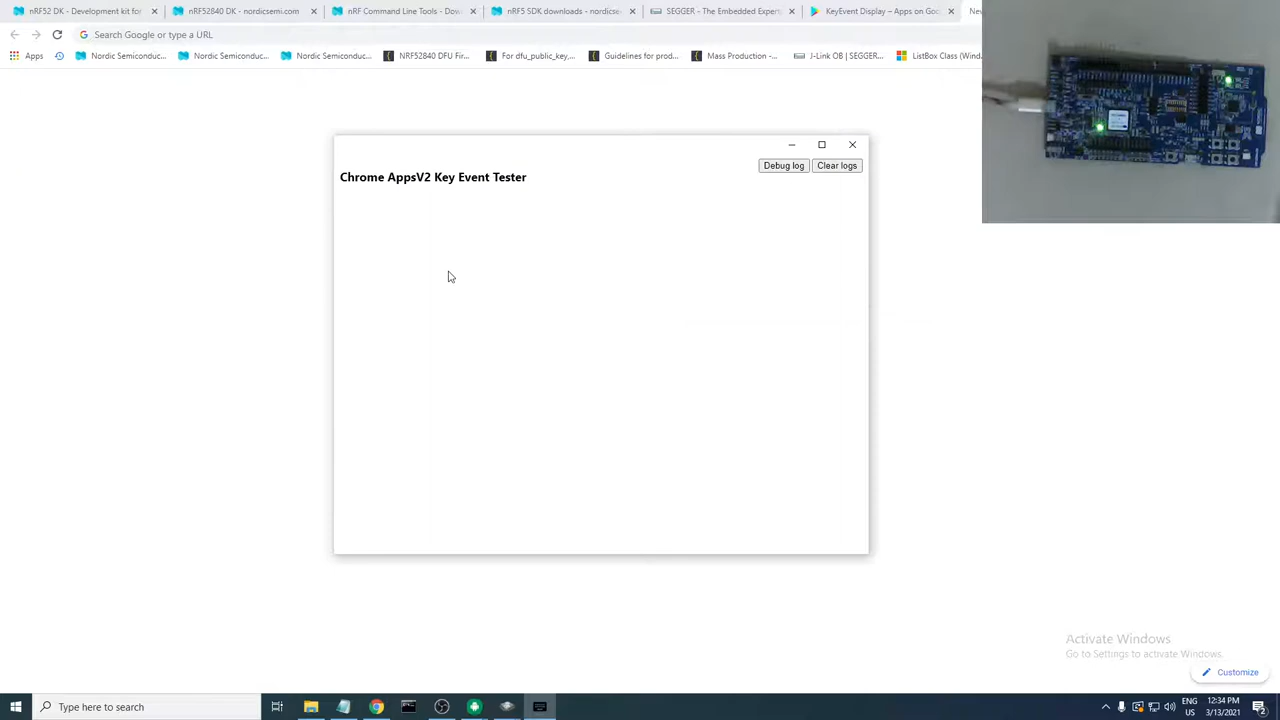 nRF52 DK - Development kit for
nRF52840 DK - nordicsemi.com
nRF Command Line Tools - Dow
nRF5 SDK downloads - nordicse
SEGGER - The Embedded Experts
KeyEvent Display – Apps on Goo
New
Search Google or type a URL
Apps
Nordic Semiconduc...
Nordic Semiconduc...
Nordic Semiconduc...
NRF52840 DFU Fir...
For dfu_public_key,...
Guidelines for prod...
Mass Production -...
J-Link OB | SEGGER...
ListBox Class (Wind
Debug log
Clear logs
Chrome AppsV2 Key Event Tester
Activate Windows
Go to Settings to activate Windows.
Customize
Type here to search
ENG
US
12:34 PM
3/13/2021
2